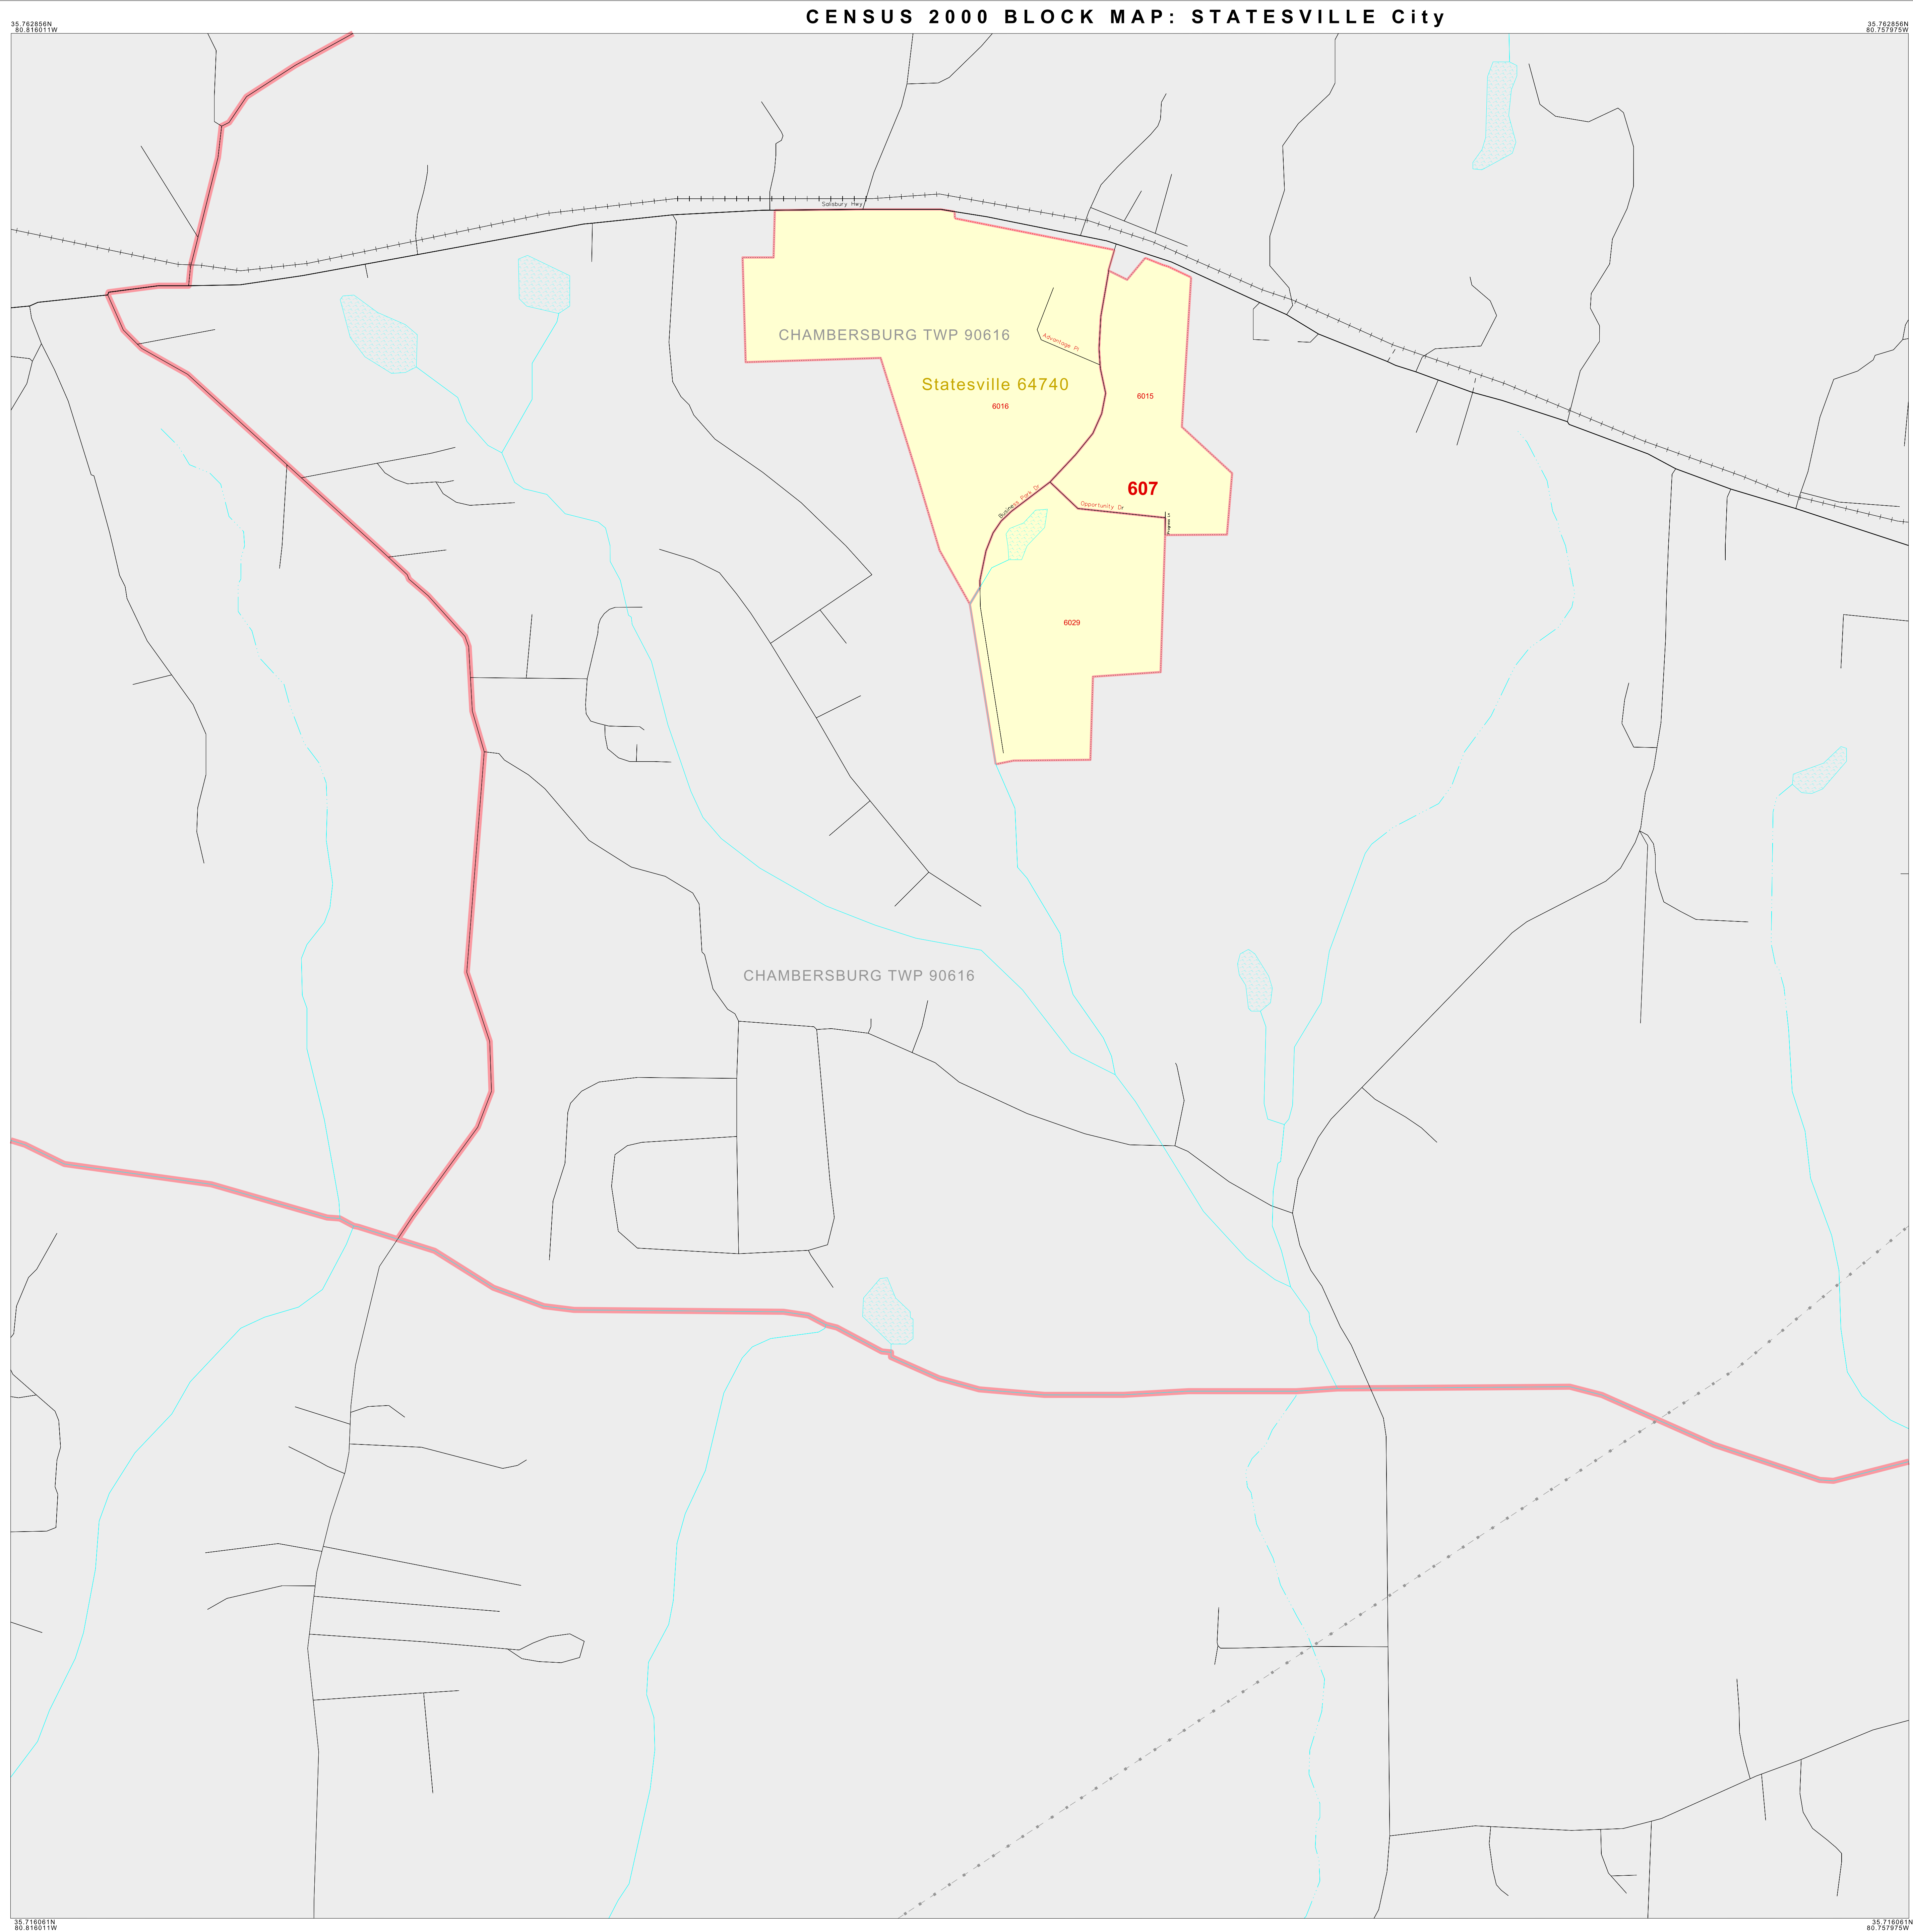 CENSUS 2000 BLOCK MAP: STATESVILLE City
35.762856N
80.816011W
35.762856N
80.757975W
Salisbury Hwy
CHAMBERSBURG TWP 90616
Advantage Pl
Statesville 64740
6016
6015
607
Business Park Dr
Opportunity Dr
6029
CHAMBERSBURG TWP 90616
35.716061N
80.816011W
35.716061N
80.757975W